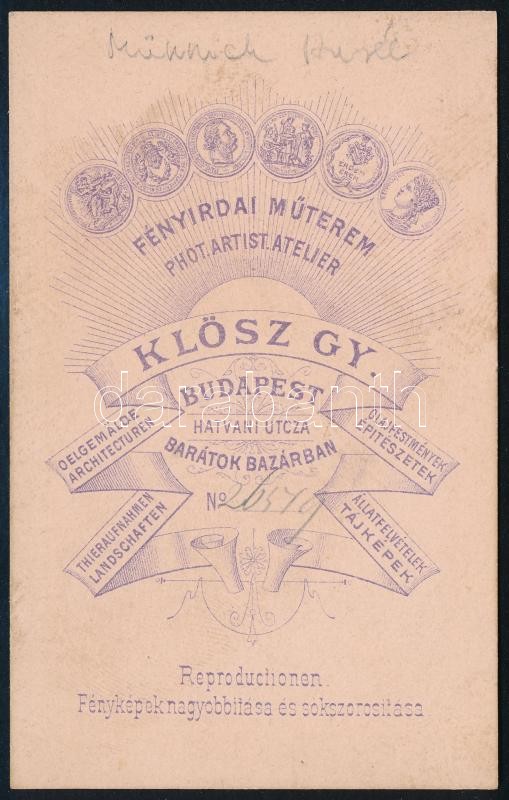 Münnich
FÉNYIRDAI MŰTEREM
PHOT. ARTIST. ATELIER
KLÖSZ GY.
BUDAPEST
HATVANI UTCZA
BARÁTOK BAZÁRBAN
OELGEMÄLDE
ARCHITECTUREN
OLAJFESTMÉNYEK
ÉPITÉSZETEK
№ 26579
THIERAUFNAHMEN
LANDSCHAFTEN
ÁLLATFELVÉTELEK
TÁJKÉPEK
Reproductionen.
Fényképek nagyobbitása és sokszorositása
darabanth